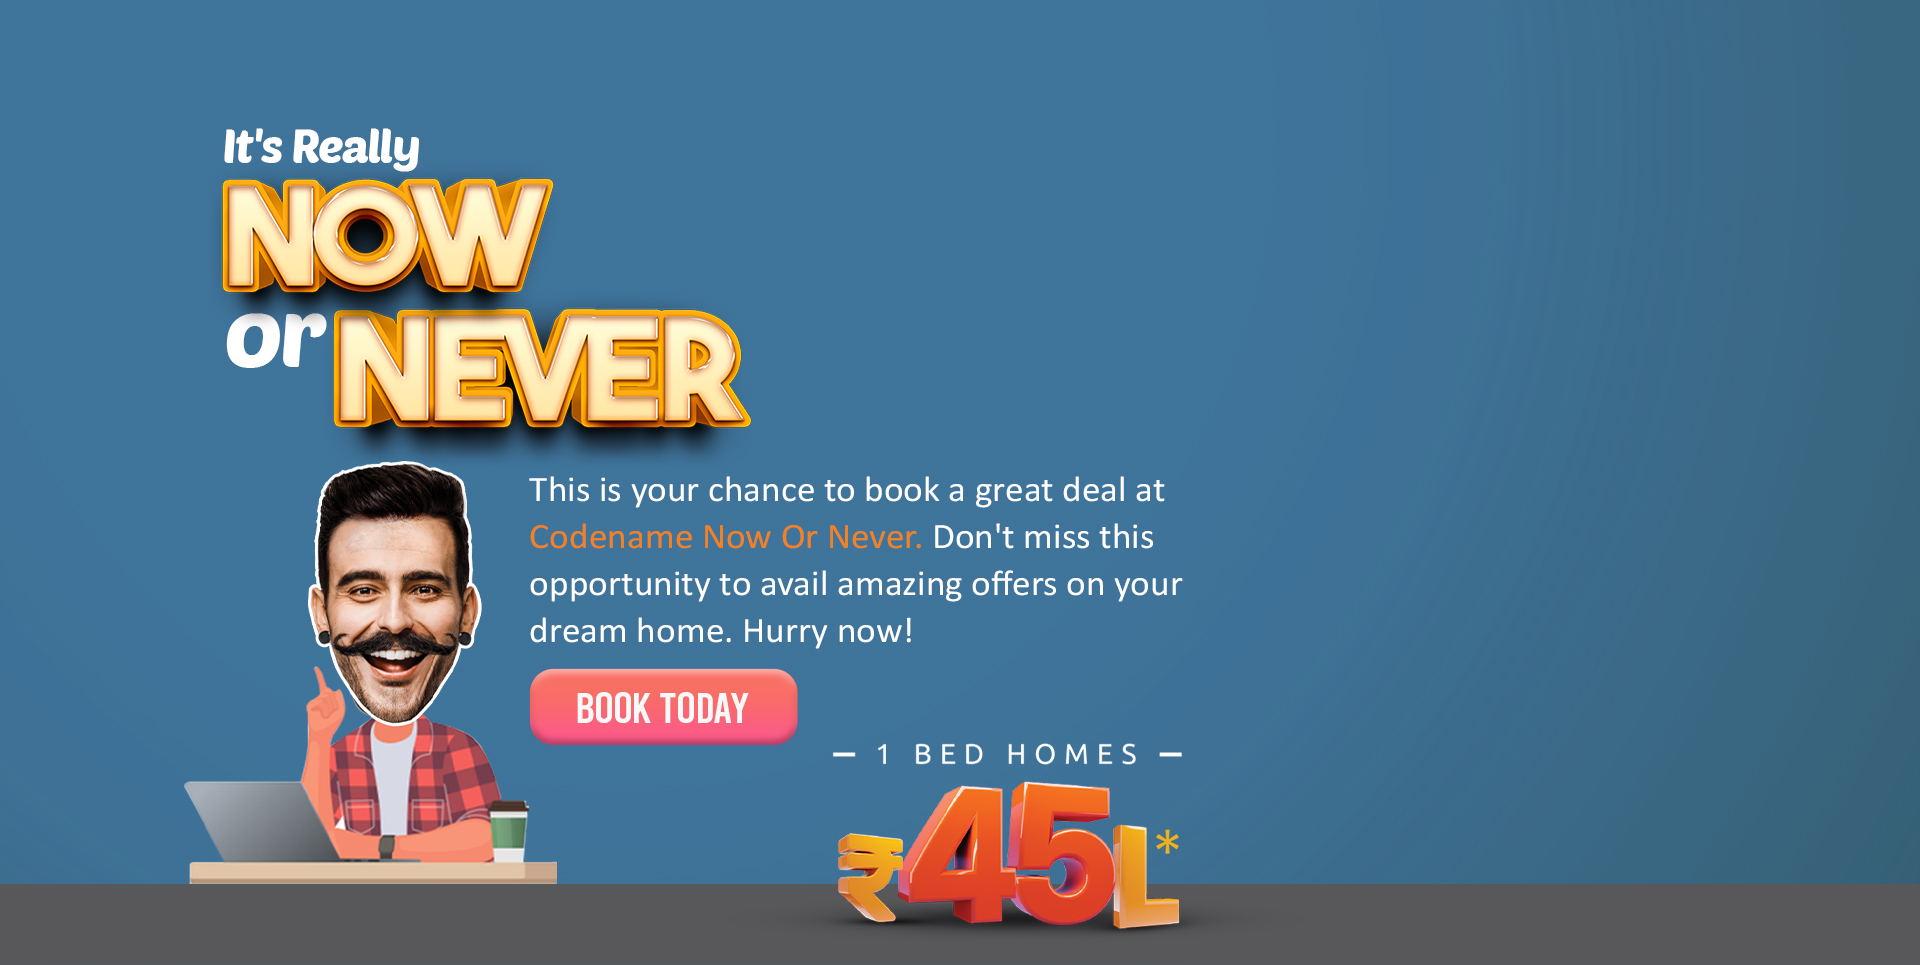 It's Really
NOW
or NEVER
This is your chance to book a great deal at
Codename Now Or Never. Don't miss this
opportunity to avail amazing offers on your
dream home. Hurry now!
BOOK TODAY
– 1 BED HOMES –
₹45L*